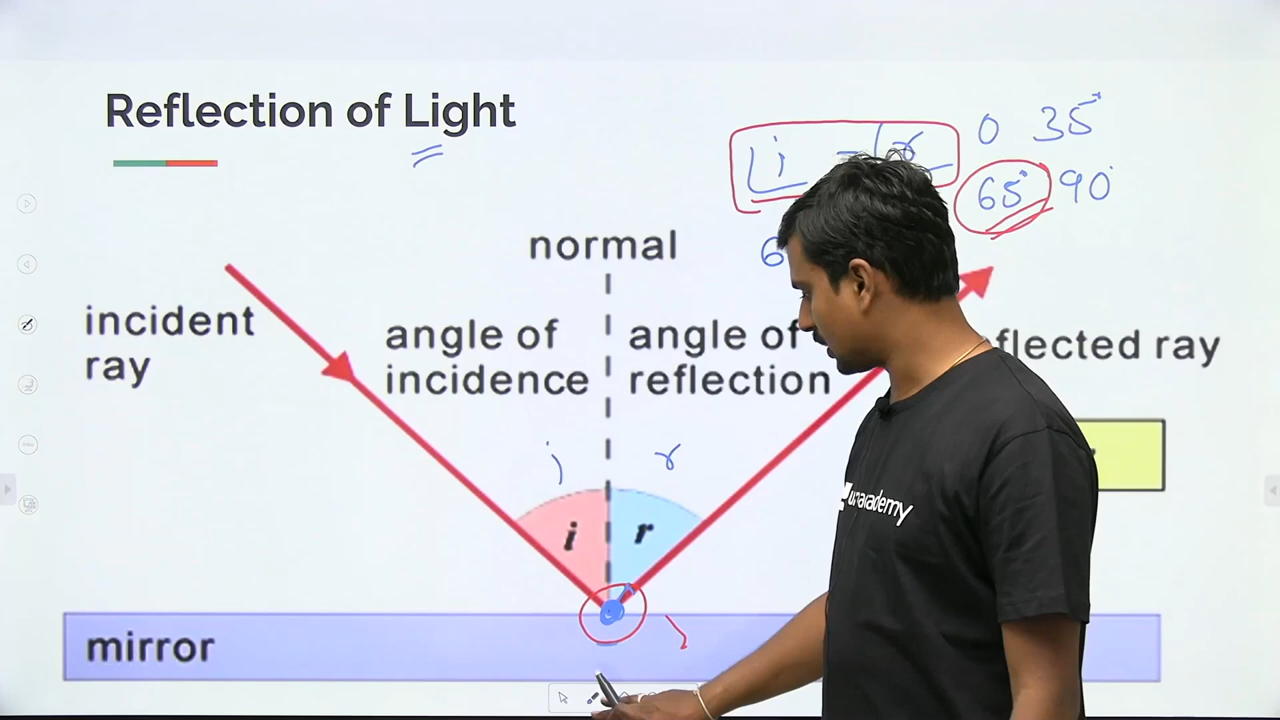 Reflection of Light
∠i = ∠r
0 35°
65° 90°
6
normal
incident
ray
angle of
incidence
angle of
reflection
flected ray
i
r
unacademy
i
r
mirror